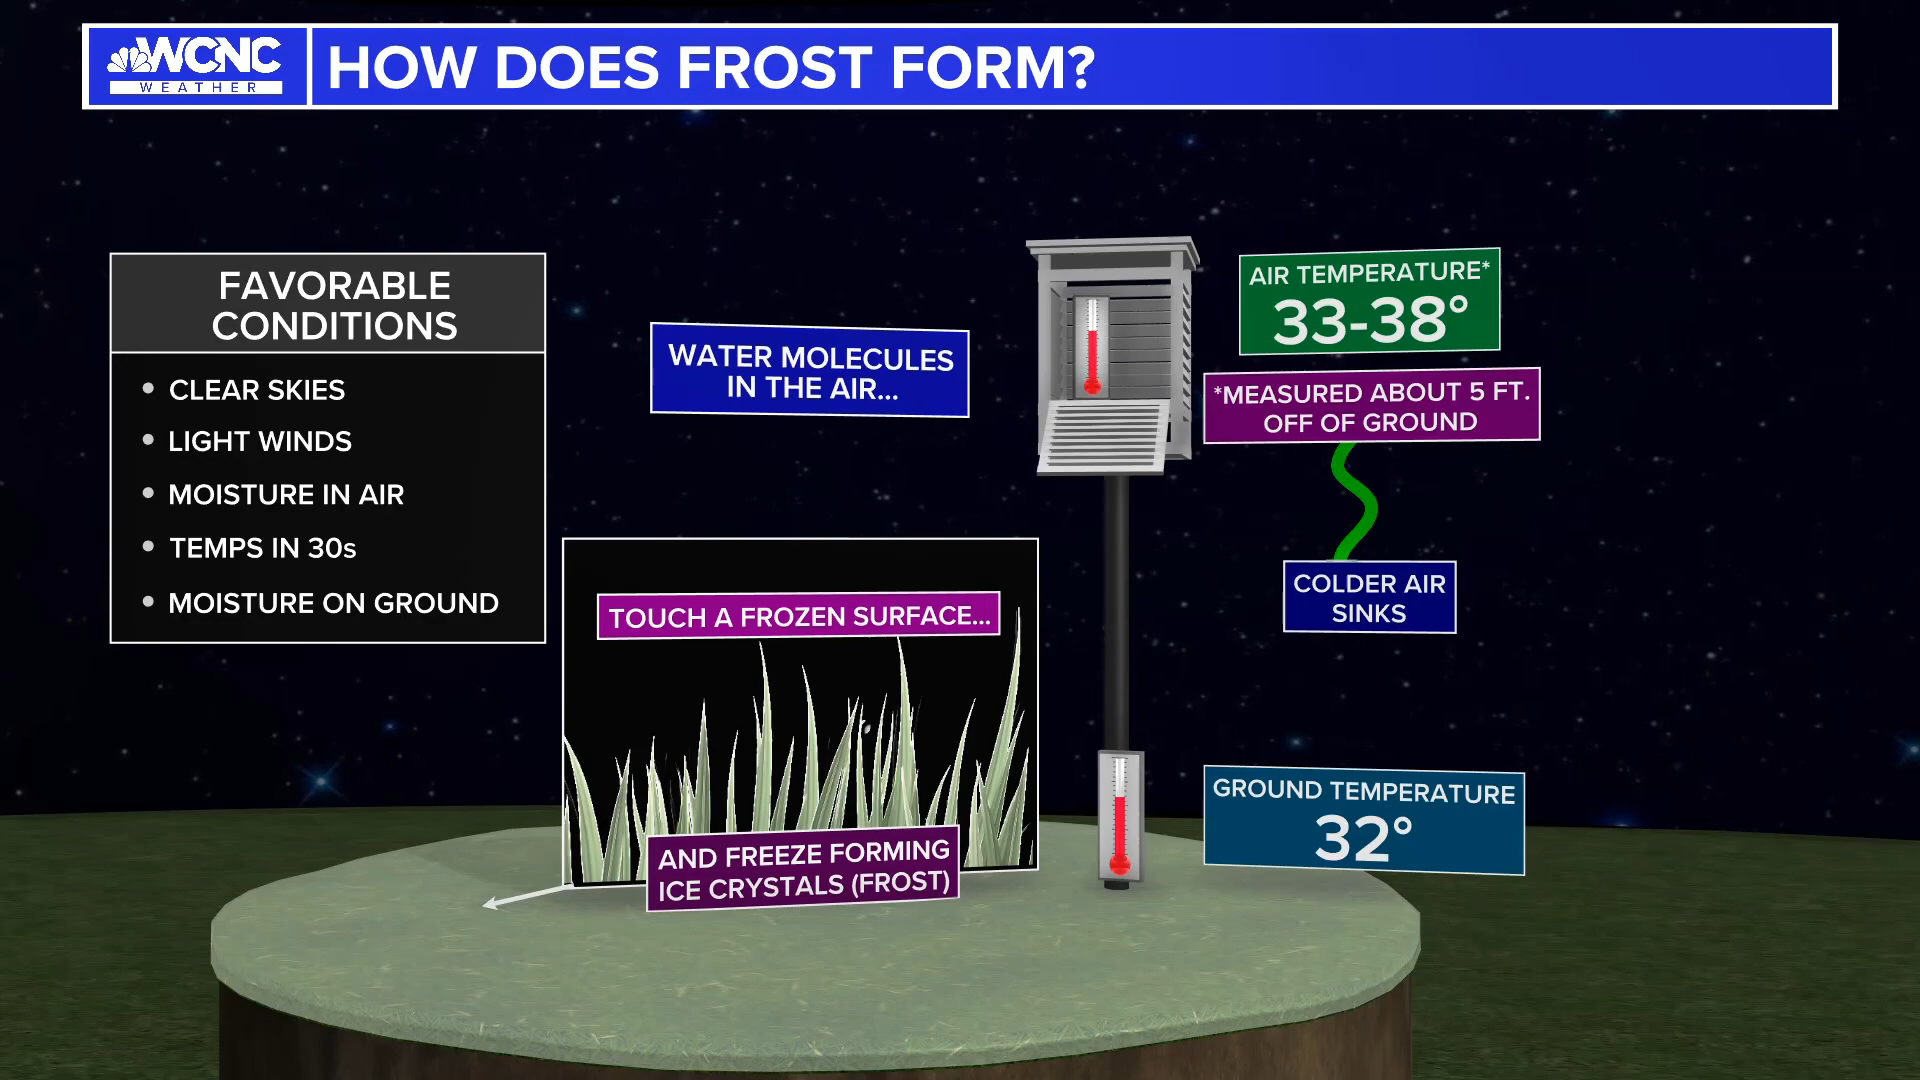 WCNC
WEATHER
HOW DOES FROST FORM?
FAVORABLE
CONDITIONS
• CLEAR SKIES
• LIGHT WINDS
• MOISTURE IN AIR
• TEMPS IN 30s
• MOISTURE ON GROUND
WATER MOLECULES
IN THE AIR...
TOUCH A FROZEN SURFACE...
AND FREEZE FORMING
ICE CRYSTALS (FROST)
AIR TEMPERATURE*
33-38°
*MEASURED ABOUT 5 FT.
OFF OF GROUND
COLDER AIR
SINKS
GROUND TEMPERATURE
32°